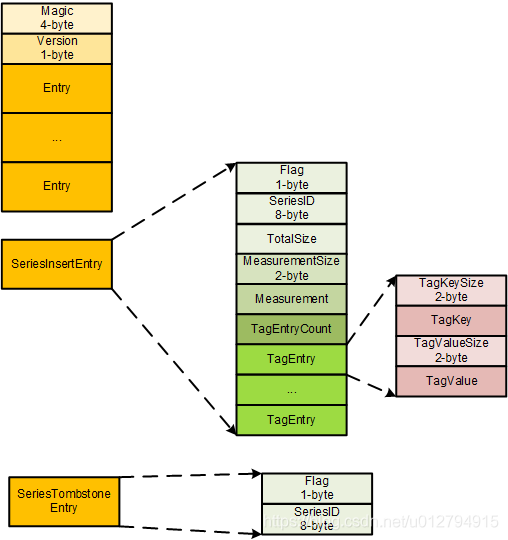 Magic
4-byte
Version
1-byte
Entry
...
Entry
SeriesInsertEntry
Flag
1-byte
SeriesID
8-byte
TotalSize
MeasurementSize
2-byte
Measurement
TagEntryCount
TagEntry
...
TagEntry
TagKeySize
2-byte
TagKey
TagValueSize
2-byte
TagValue
SeriesTombstone
Entry
Flag
1-byte
SeriesID
8-byte
https://blog.csdn.net/u012794915